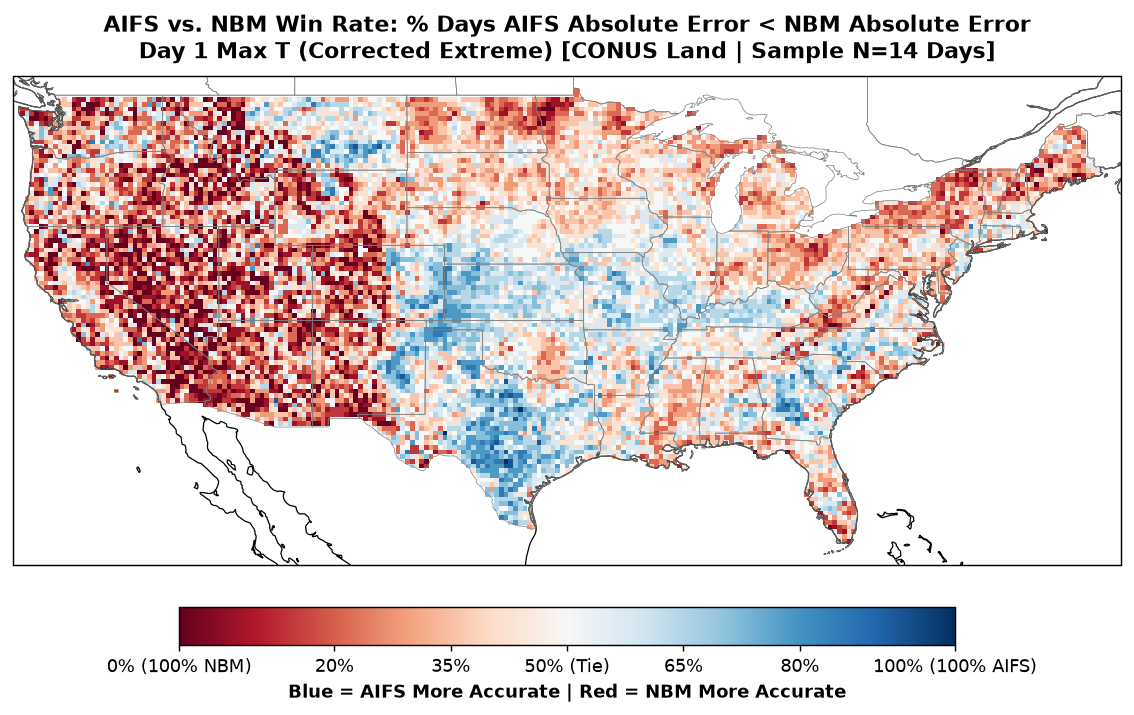 AIFS vs. NBM Win Rate: % Days AIFS Absolute Error < NBM Absolute Error
Day 1 Max T (Corrected Extreme) [CONUS Land | Sample N=14 Days]
0% (100% NBM) 20% 35% 50% (Tie) 65% 80% 100% (100% AIFS)
Blue = AIFS More Accurate | Red = NBM More Accurate